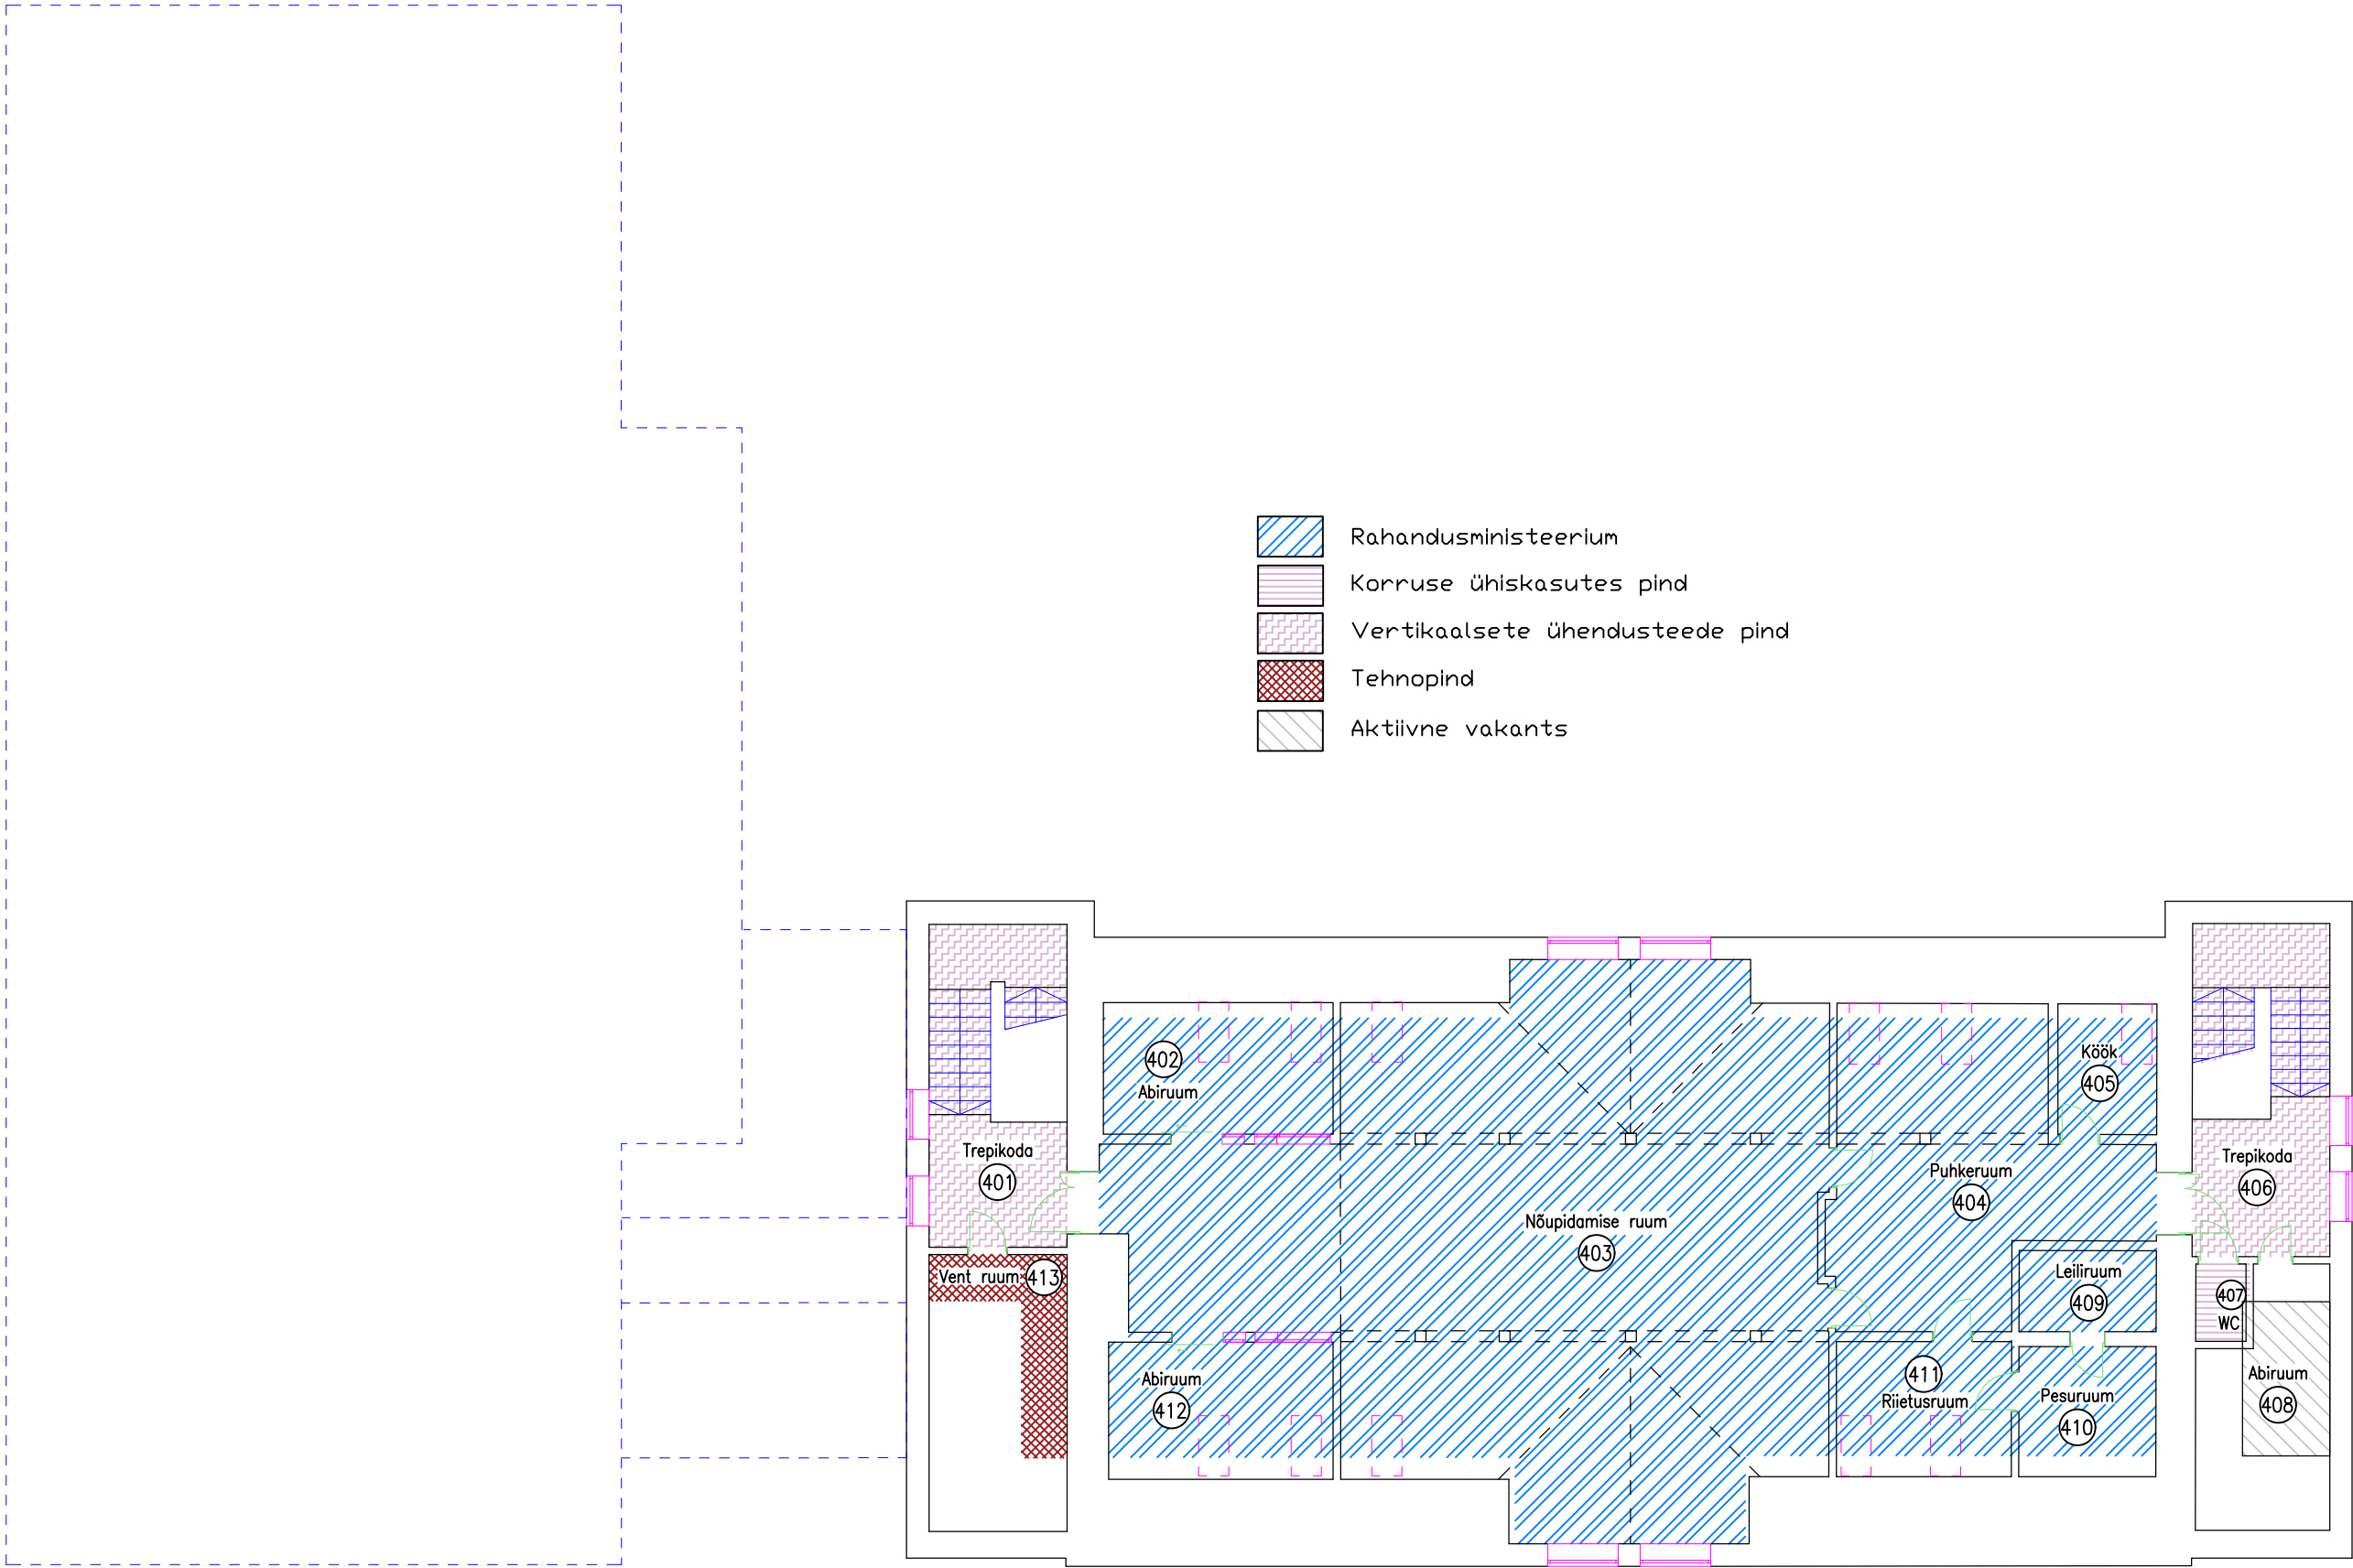 Rahandusministeerium
Korruse ühiskasutes pind
Vertikaalsete ühendusteede pind
Tehnopind
Aktiivne vakants
402
Abiruum
Köök
405
Trepikoda
401
Puhkeruum
404
Trepikoda
406
Nõupidamise ruum
403
Vent ruum 413
Leiliruum
409
407
WC
Abiruum
412
411
Riietusruum
Pesuruum
410
Abiruum
408